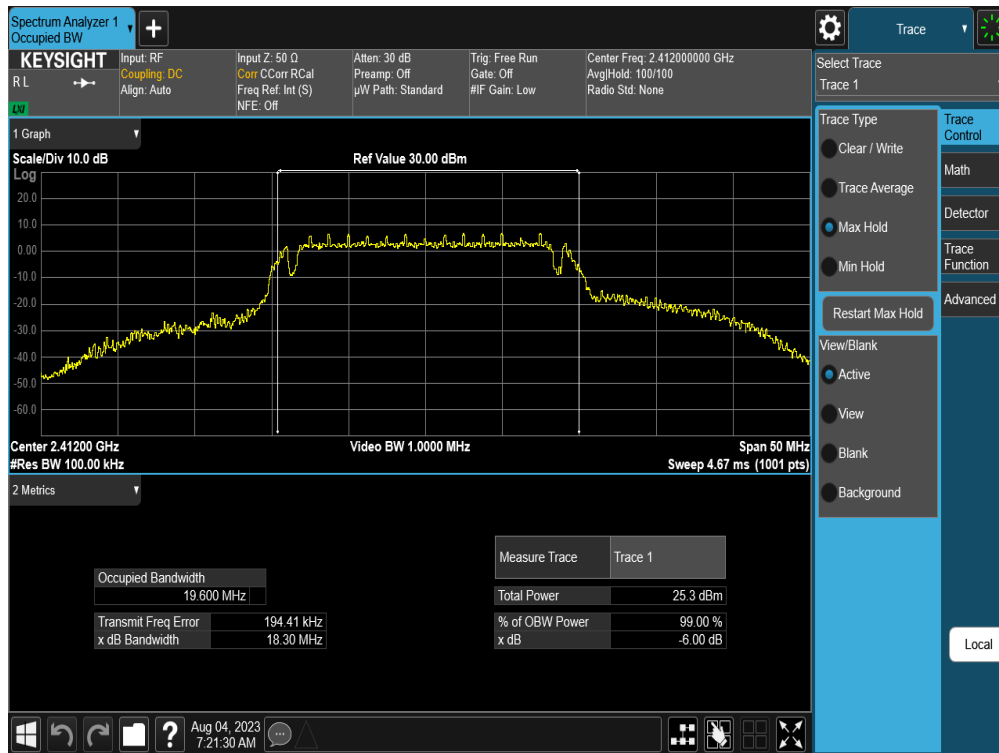 Spectrum Analyzer 1
Occupied BW
Trace
KEYSIGHT
R L
LXI
Input: RF
Coupling: DC
Align: Auto
Input Z: 50 Ω
Corr CCorr RCal
Freq Ref: Int (S)
NFE: Off
Atten: 30 dB
Preamp: Off
µW Path: Standard
Trig: Free Run
Gate: Off
#IF Gain: Low
Center Freq: 2.412000000 GHz
Avg|Hold: 100/100
Radio Std: None
Select Trace
Trace 1
1 Graph
Scale/Div 10.0 dB
Ref Value 30.00 dBm
Log
20.0
10.0
0.00
-10.0
-20.0
-30.0
-40.0
-50.0
-60.0
Center 2.41200 GHz
Video BW 1.0000 MHz
Span 50 MHz
#Res BW 100.00 kHz
Sweep 4.67 ms (1001 pts)
2 Metrics
Occupied Bandwidth
19.600 MHz
Transmit Freq Error 194.41 kHz
x dB Bandwidth 18.30 MHz
Measure Trace Trace 1
Total Power 25.3 dBm
% of OBW Power 99.00 %
x dB -6.00 dB
Trace Type
Clear / Write
Trace Average
Max Hold
Min Hold
Restart Max Hold
View/Blank
Active
View
Blank
Background
Trace
Control
Math
Detector
Trace
Function
Advanced
Local
?
Aug 04, 2023
7:21:30 AM